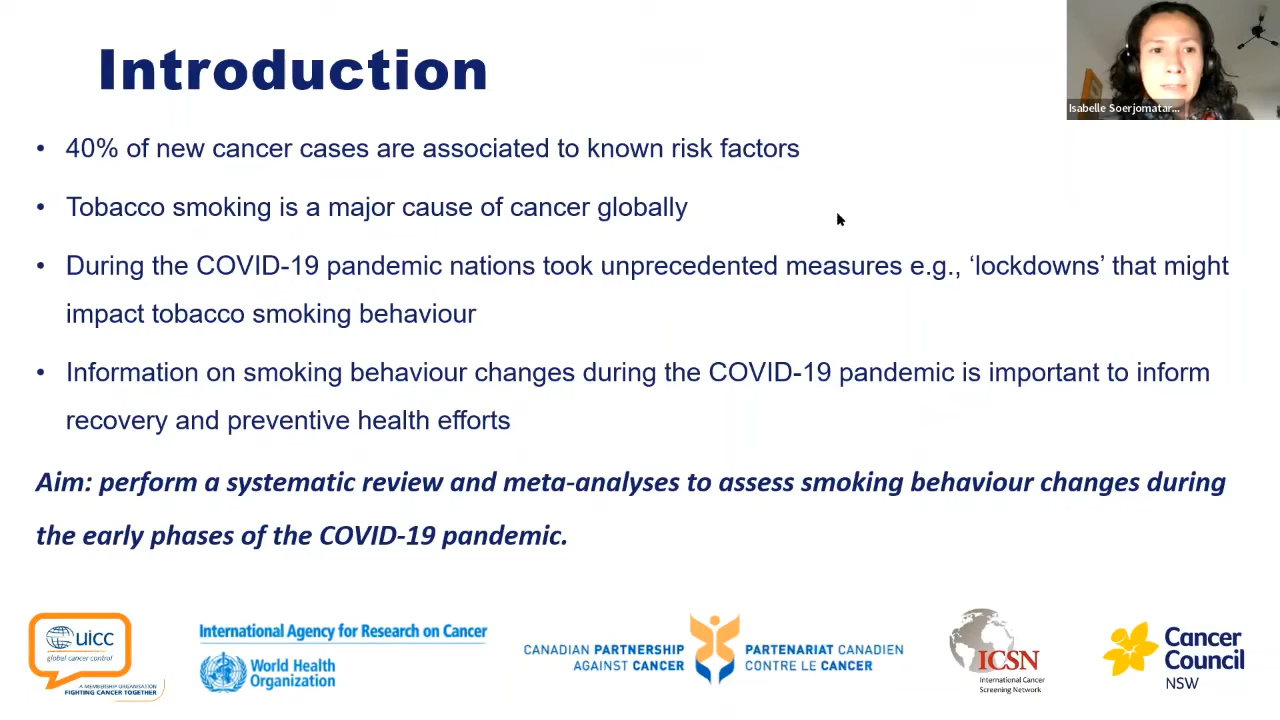 Introduction
Isabelle Soerjomatar...
• 40% of new cancer cases are associated to known risk factors
• Tobacco smoking is a major cause of cancer globally
• During the COVID-19 pandemic nations took unprecedented measures e.g., ‘lockdowns’ that might
impact tobacco smoking behaviour
• Information on smoking behaviour changes during the COVID-19 pandemic is important to inform
recovery and preventive health efforts
Aim: perform a systematic review and meta-analyses to assess smoking behaviour changes during
the early phases of the COVID-19 pandemic.
uicc
global cancer control
A MEMBERSHIP ORGANISATION
FIGHTING CANCER TOGETHER
International Agency for Research on Cancer
World Health
Organization
CANADIAN PARTNERSHIP
AGAINST CANCER
PARTENARIAT CANADIEN
CONTRE LE CANCER
ICSN
International Cancer
Screening Network
Cancer
Council
NSW